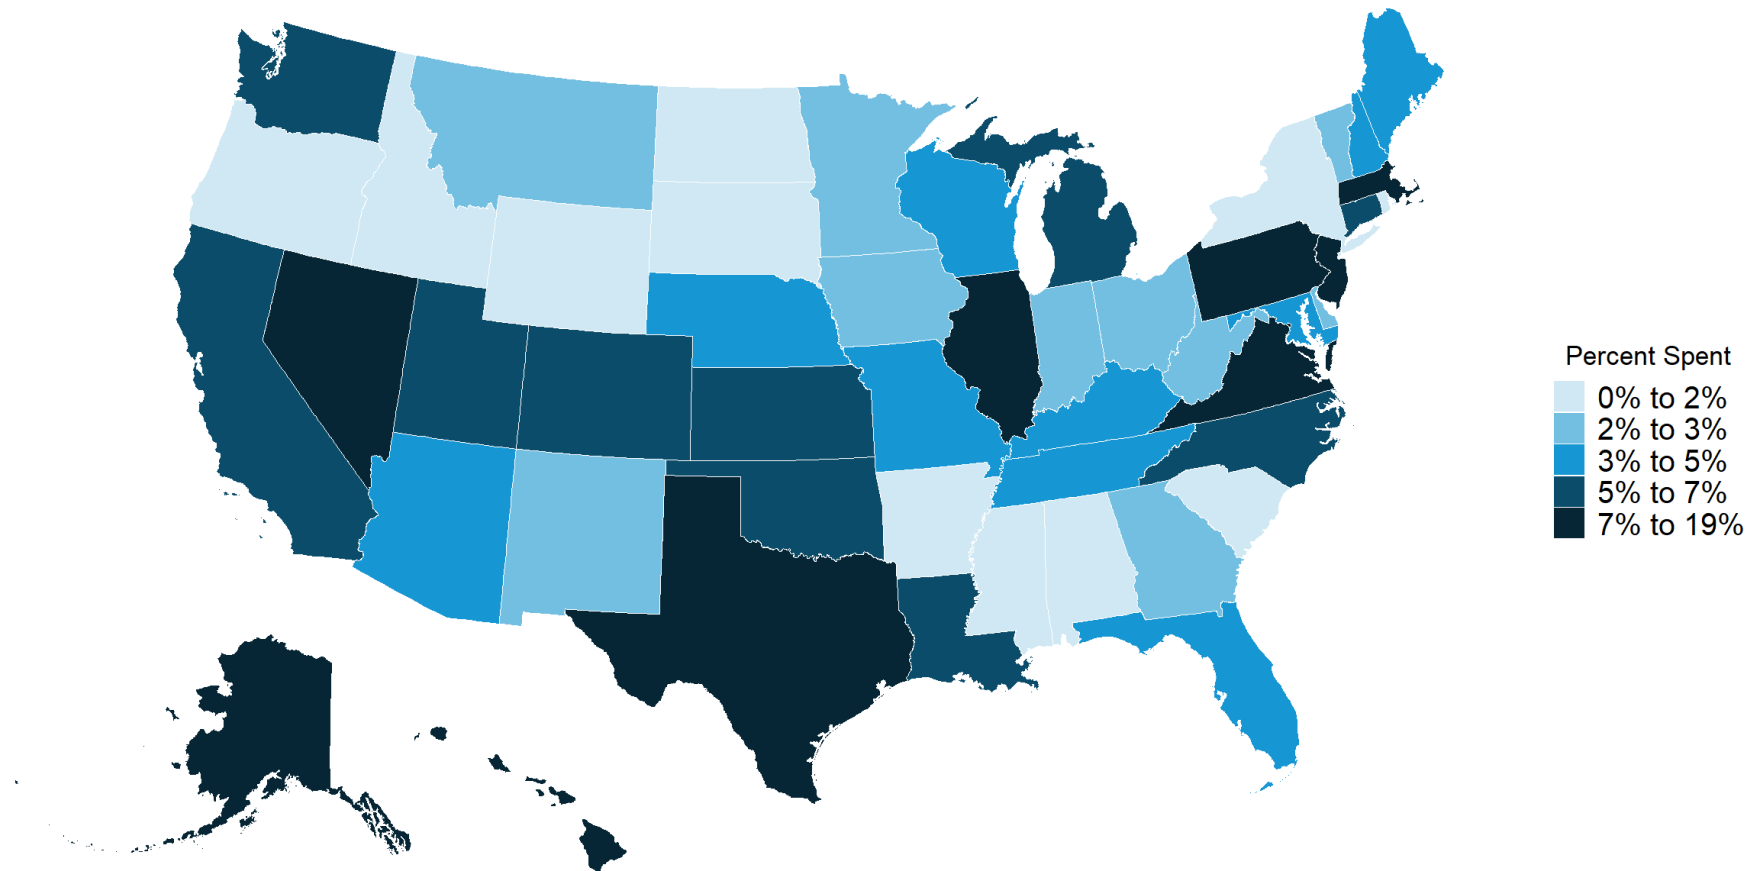 Percent Spent
0% to 2%
2% to 3%
3% to 5%
5% to 7%
7% to 19%